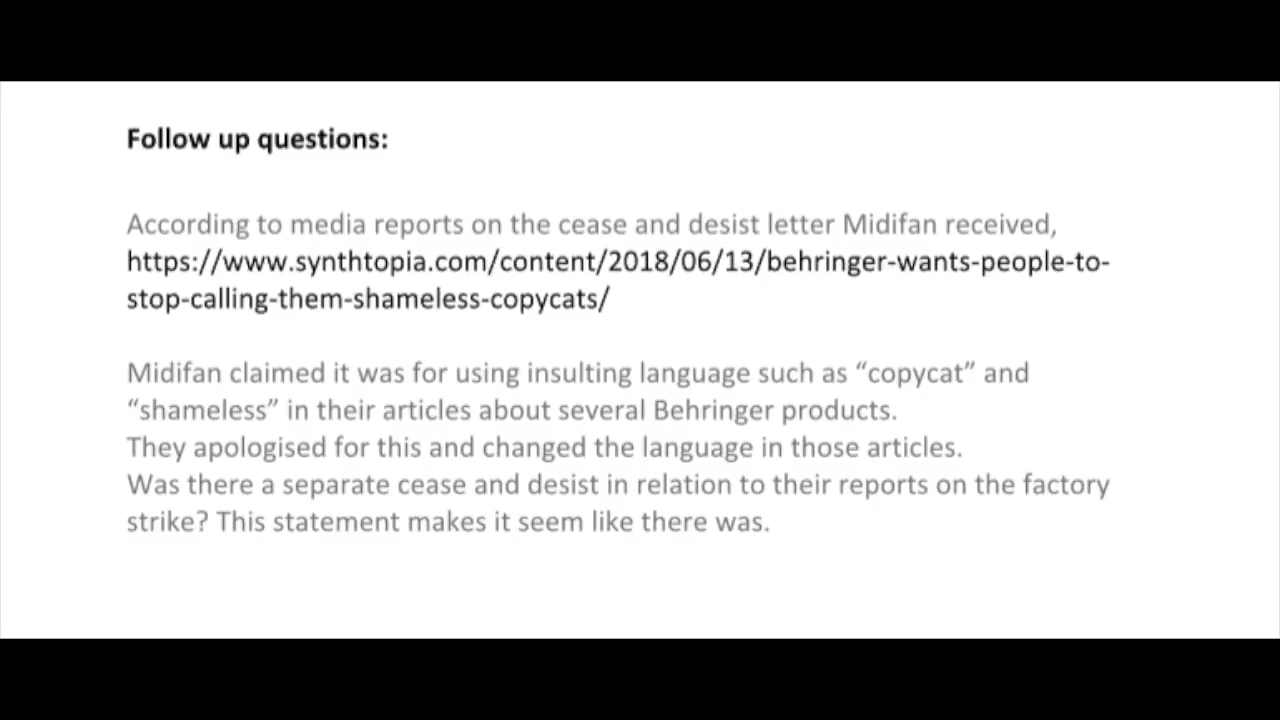 Follow up questions:
According to media reports on the cease and desist letter Midifan received,
https://www.synthtopia.com/content/2018/06/13/behringer-wants-people-to-
stop-calling-them-shameless-copycats/
Midifan claimed it was for using insulting language such as “copycat” and
“shameless” in their articles about several Behringer products.
They apologised for this and changed the language in those articles.
Was there a separate cease and desist in relation to their reports on the factory
strike? This statement makes it seem like there was.